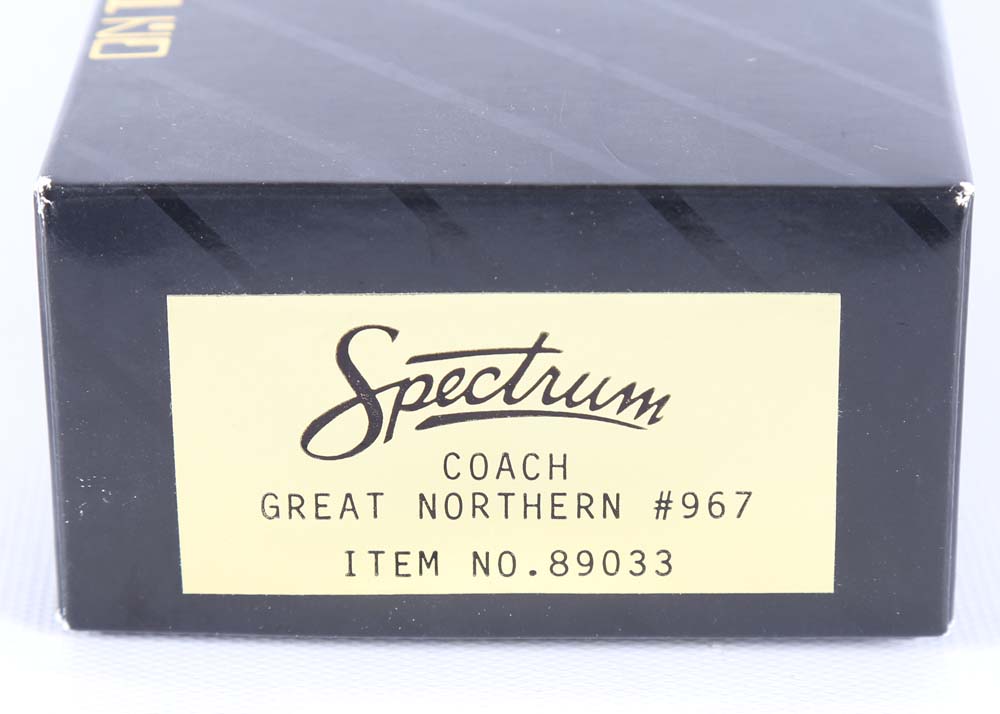 Spectrum
COACH
GREAT NORTHERN #967
ITEM NO.89033